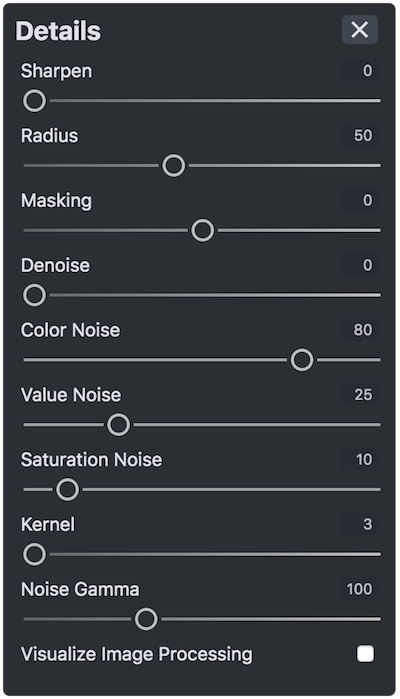 Details
Sharpen 0
Radius 50
Masking 0
Denoise 0
Color Noise 80
Value Noise 25
Saturation Noise 10
Kernel 3
Noise Gamma 100
Visualize Image Processing